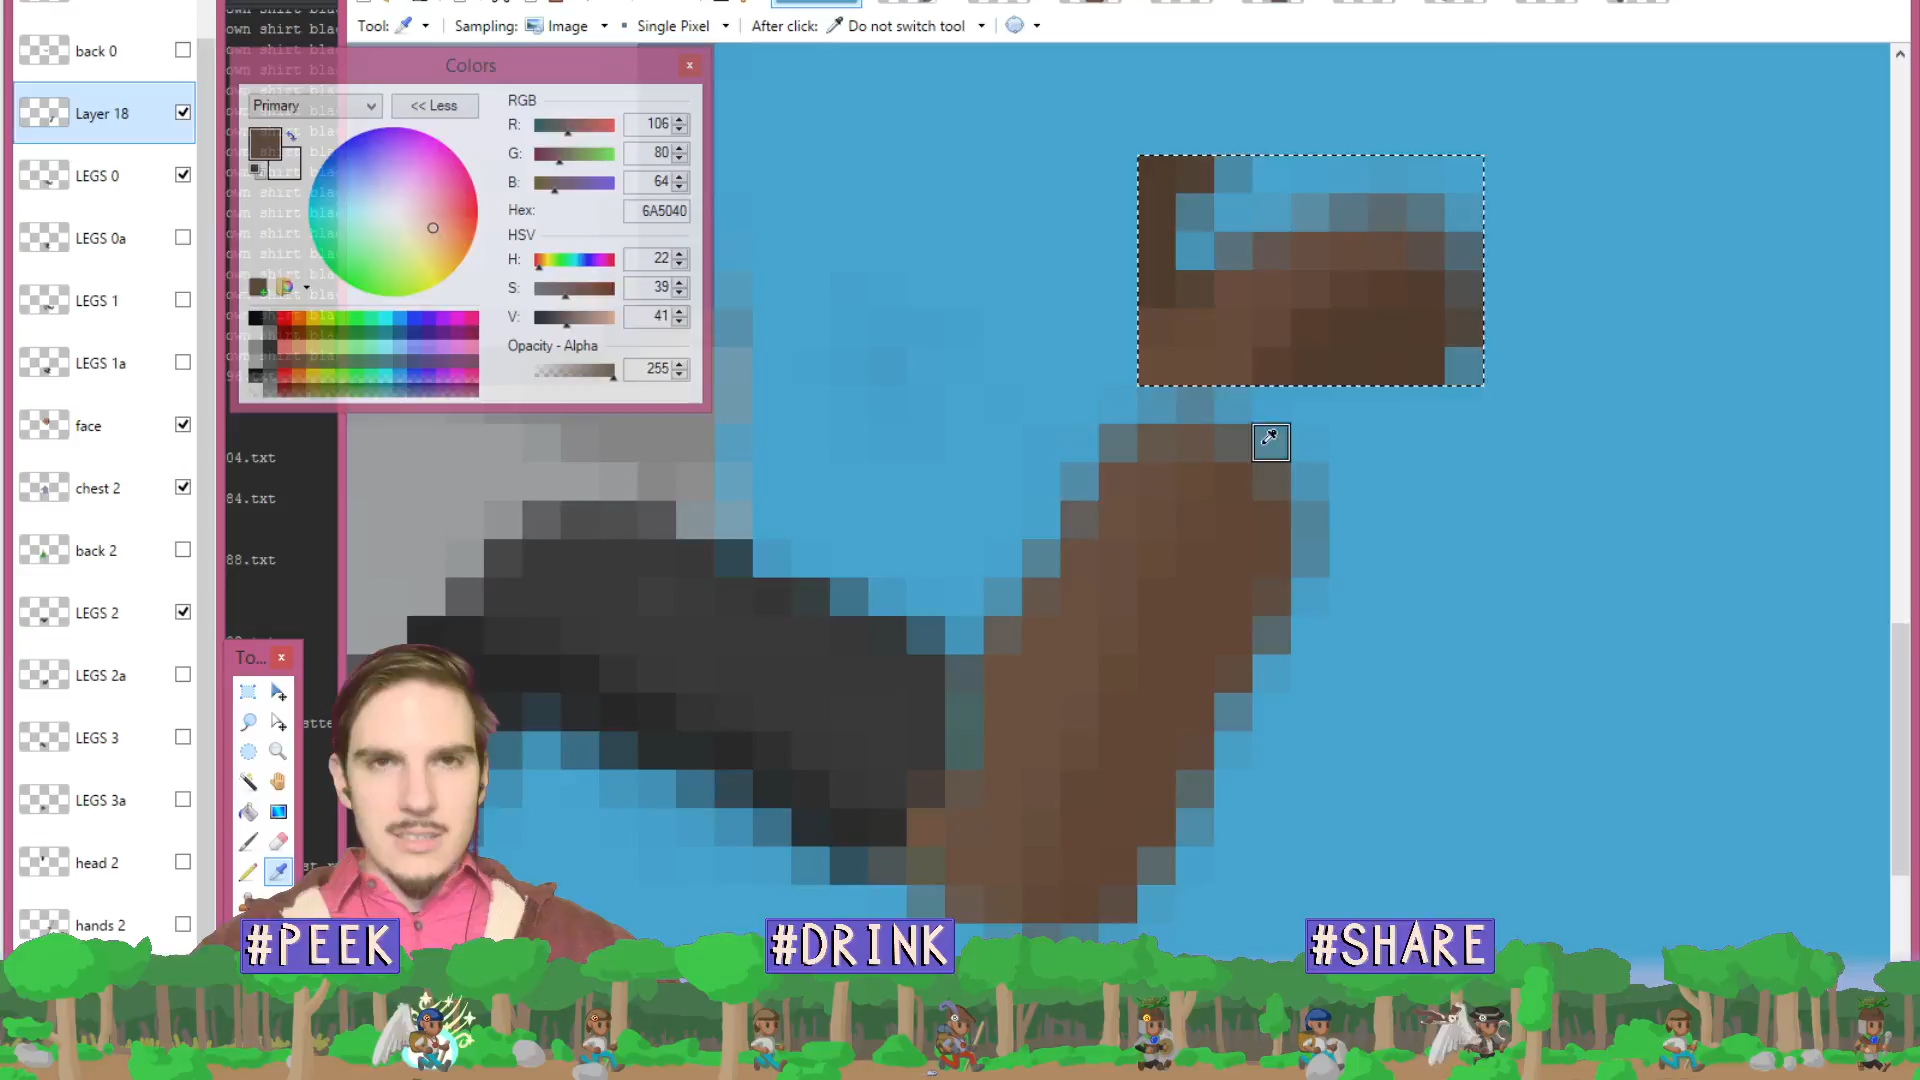 Tool:
Sampling: Image
Single Pixel
After click: Do not switch tool
back 0
Layer 18
LEGS 0
LEGS 0a
LEGS 1
LEGS 1a
face
chest 2
back 2
LEGS 2
LEGS 2a
LEGS 3
LEGS 3a
head 2
hands 2
own shirt bla
Colors
Primary
<< Less
RGB
R: 106
G: 80
B: 64
Hex: 6A5040
HSV
H: 22
S: 39
V: 41
Opacity - Alpha
255
04.txt
84.txt
88.txt
To...
#PEEK
#DRINK
#SHARE